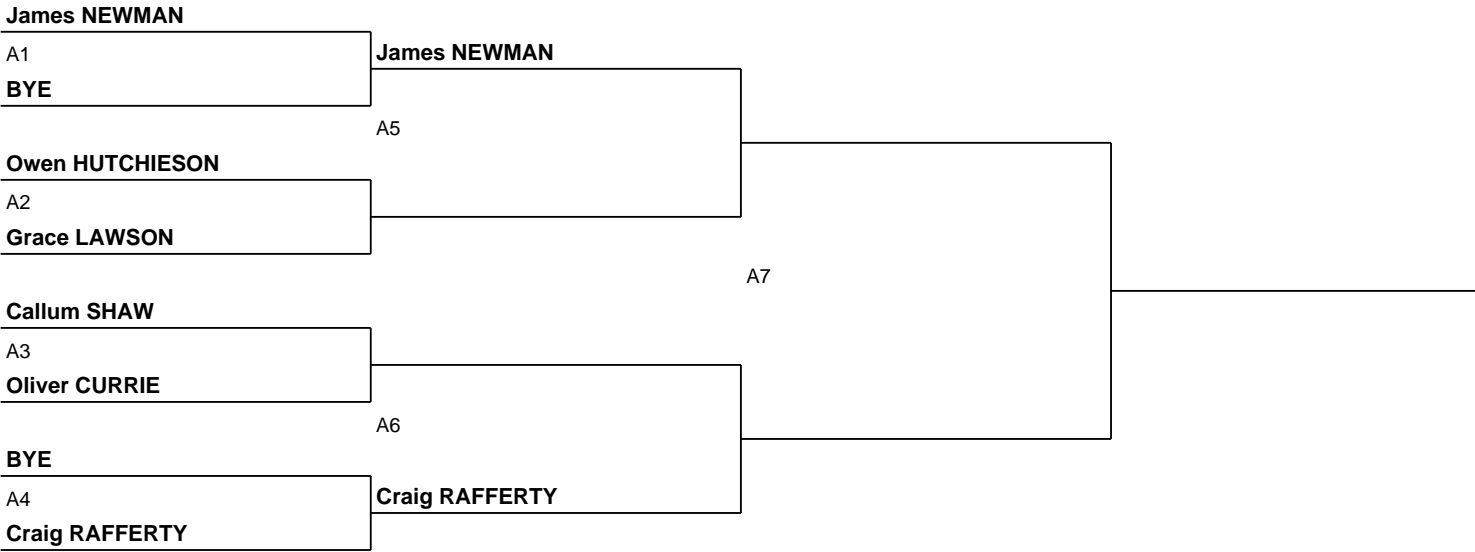 James NEWMAN
A1
James NEWMAN
BYE
A5
Owen HUTCHIESON
A2
Grace LAWSON
A7
Callum SHAW
A3
Oliver CURRIE
A6
BYE
A4
Craig RAFFERTY
Craig RAFFERTY